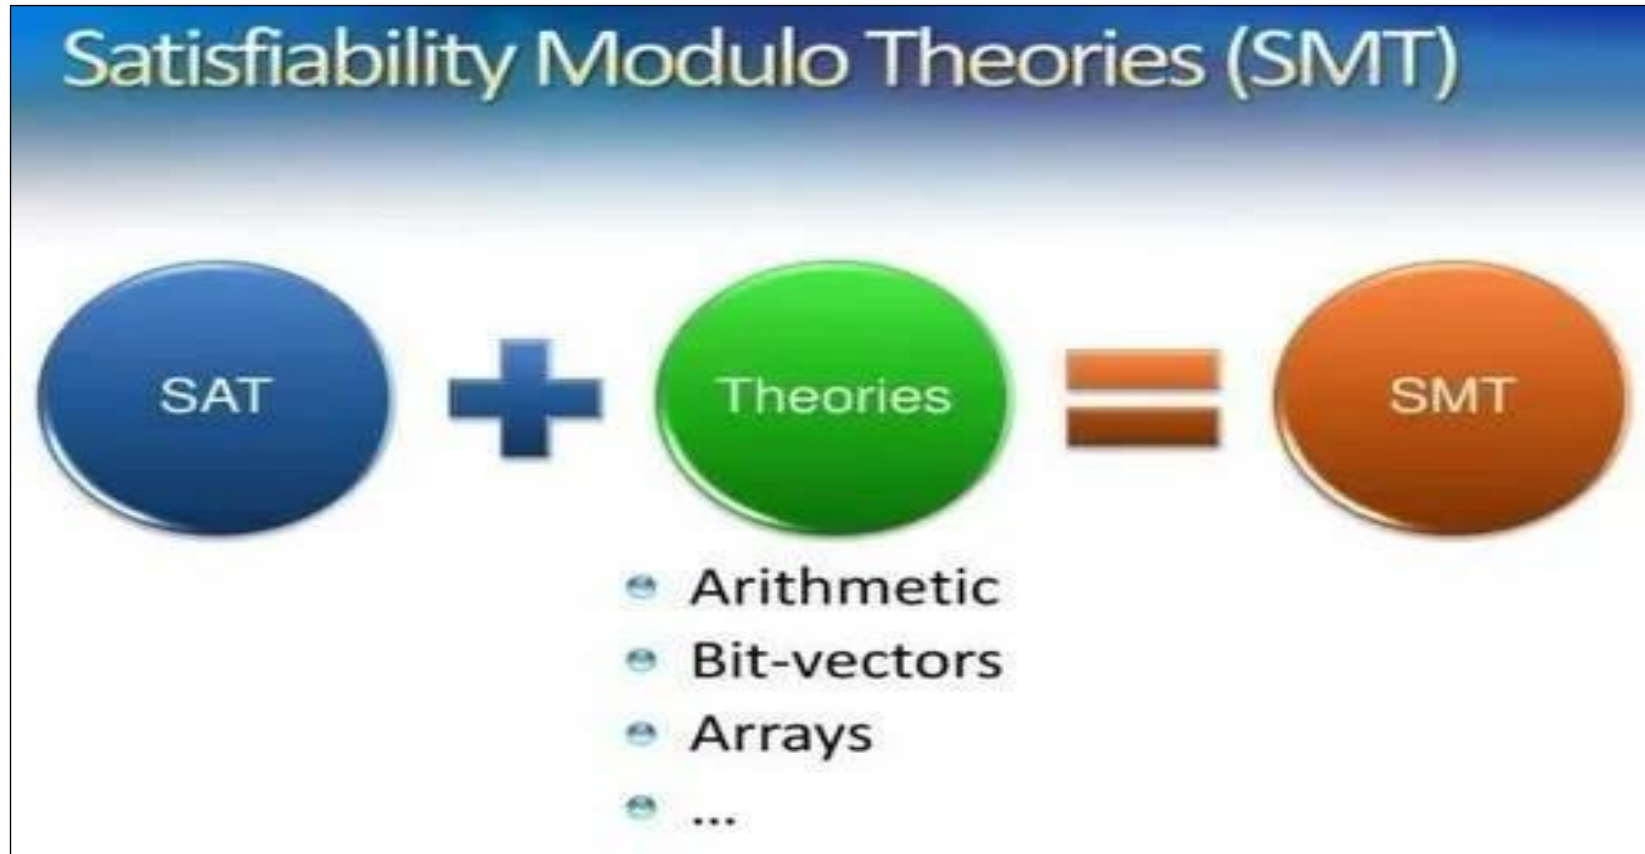 Satisfiability Modulo Theories (SMT)
SAT
Theories
SMT
Arithmetic
Bit-vectors
Arrays
...